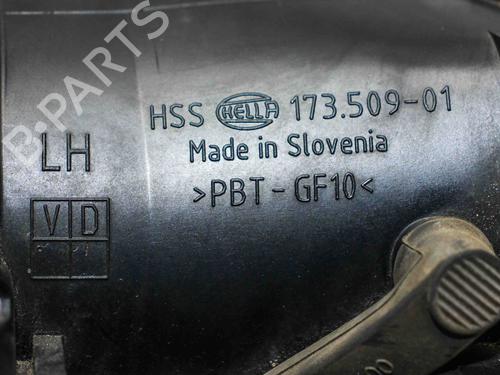 B-PARTS
HSS HELLA 173.509-01
LH
Made in Slovenia
>PBT-GF10<
V D